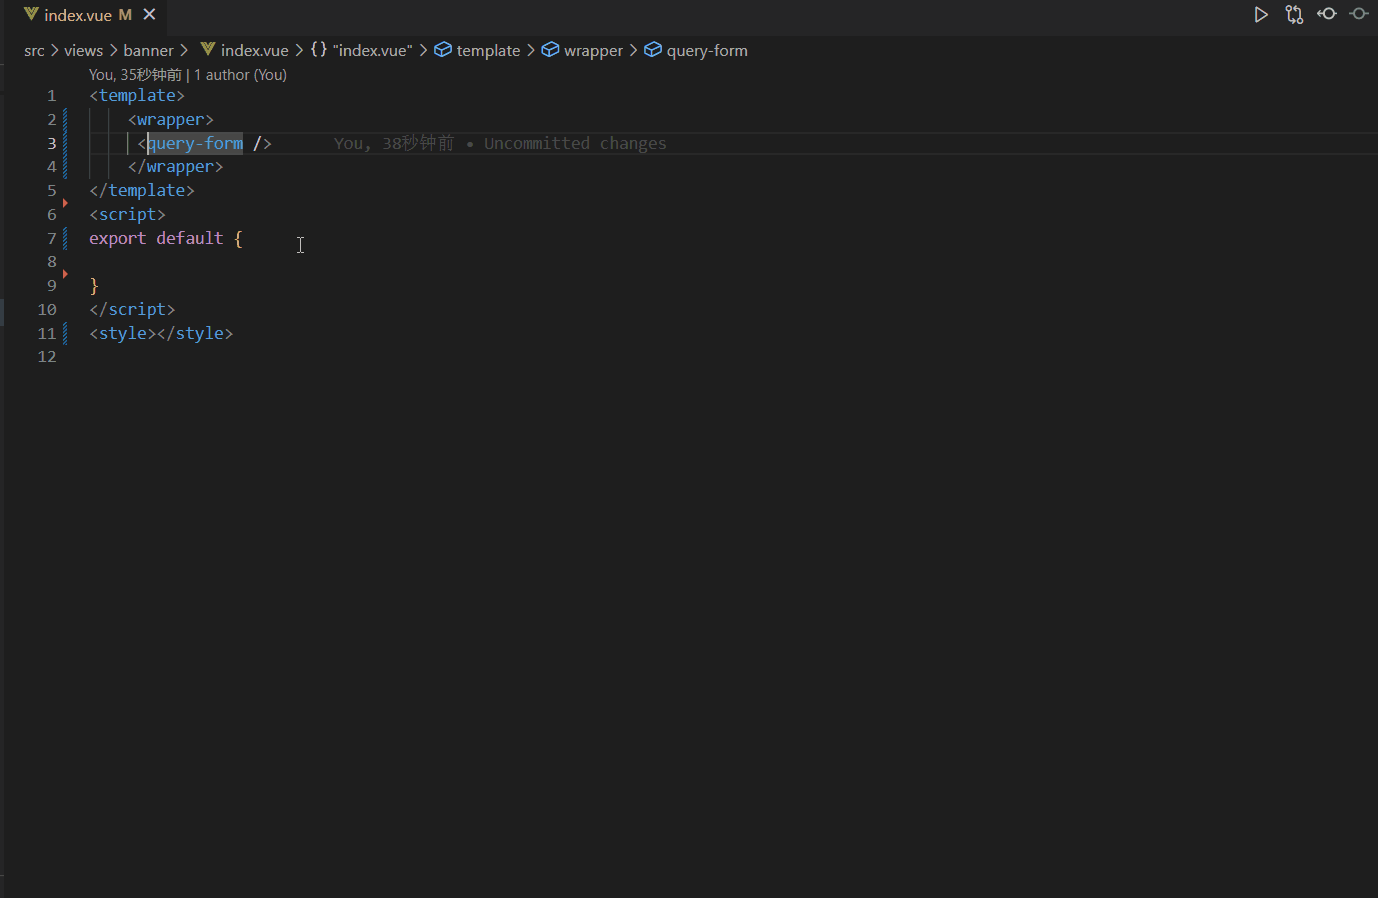 index.vue M
src > views > banner > index.vue > {} "index.vue" > template > wrapper > query-form
You, 35秒钟前 | 1 author (You)
1 <template>
2 <wrapper>
3 <query-form /> You, 38秒钟前 • Uncommitted changes
4 </wrapper>
5 </template>
6 <script>
7 export default {
8
9 }
10 </script>
11 <style></style>
12